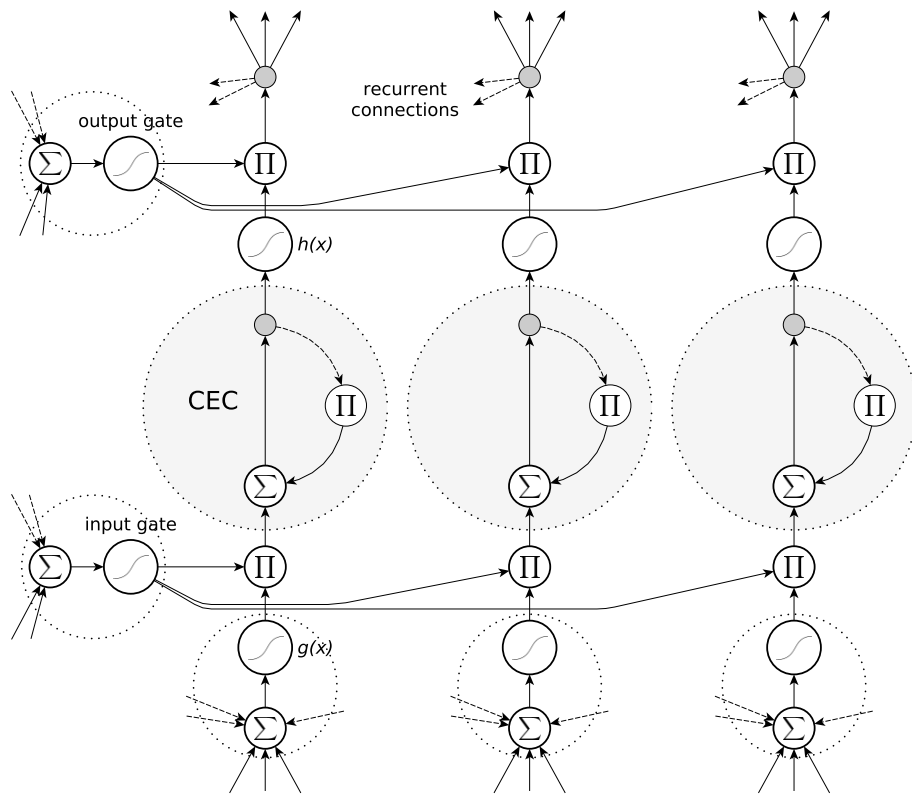 recurrent
connections
output gate
∑
Π
Π
Π
h(x)
CEC
Π
Π
Π
∑
∑
∑
input gate
∑
Π
Π
Π
g(x)
∑
∑
∑